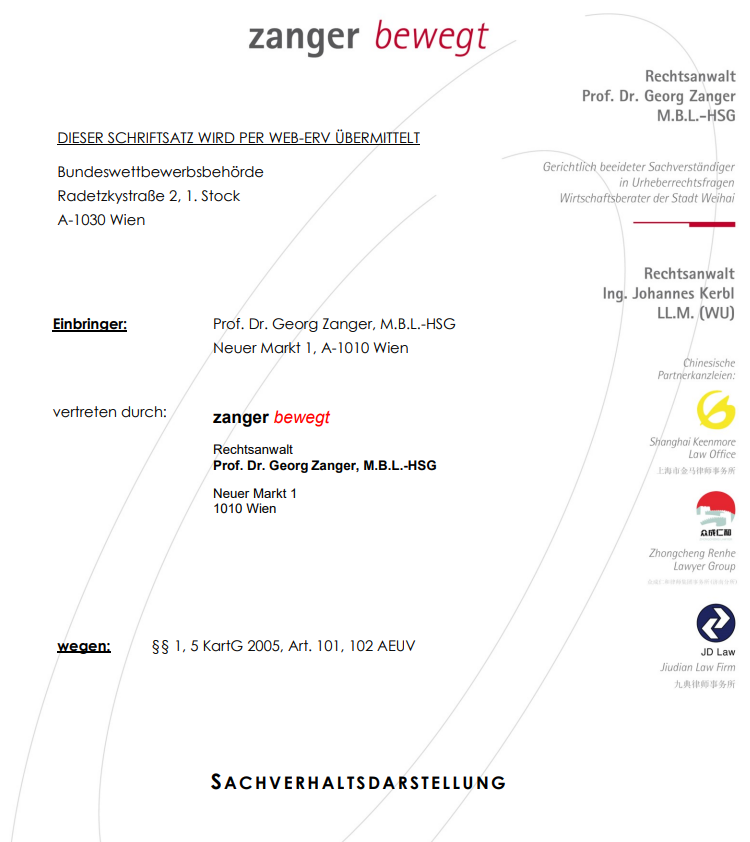 zanger bewegt
Rechtsanwalt
Prof. Dr. Georg Zanger
M.B.L.-HSG
DIESER SCHRIFTSATZ WIRD PER WEB-ERV ÜBERMITTELT
Bundeswettbewerbsbehörde
Radetzkystraße 2, 1. Stock
A-1030 Wien
Gerichtlich beeideter Sachverständiger
in Urheberrechtsfragen
Wirtschaftsberater der Stadt Weihai
Rechtsanwalt
Ing. Johannes Kerbl
LL.M. (WU)
Einbringer: Prof. Dr. Georg Zanger, M.B.L.-HSG
Neuer Markt 1, A-1010 Wien
Chinesische
Partnerkanzleien:
vertreten durch: zanger bewegt
Rechtsanwalt
Prof. Dr. Georg Zanger, M.B.L.-HSG
Neuer Markt 1
1010 Wien
Shanghai Keenmore
Law Office
上海市金马律师事务所
众成仁和
Zhongcheng Renhe
Lawyer Group
JD Law
Jiudian Law Firm
九典律师事务所
wegen: §§ 1, 5 KartG 2005, Art. 101, 102 AEUV
SACHVERHALTSDARSTELLUNG